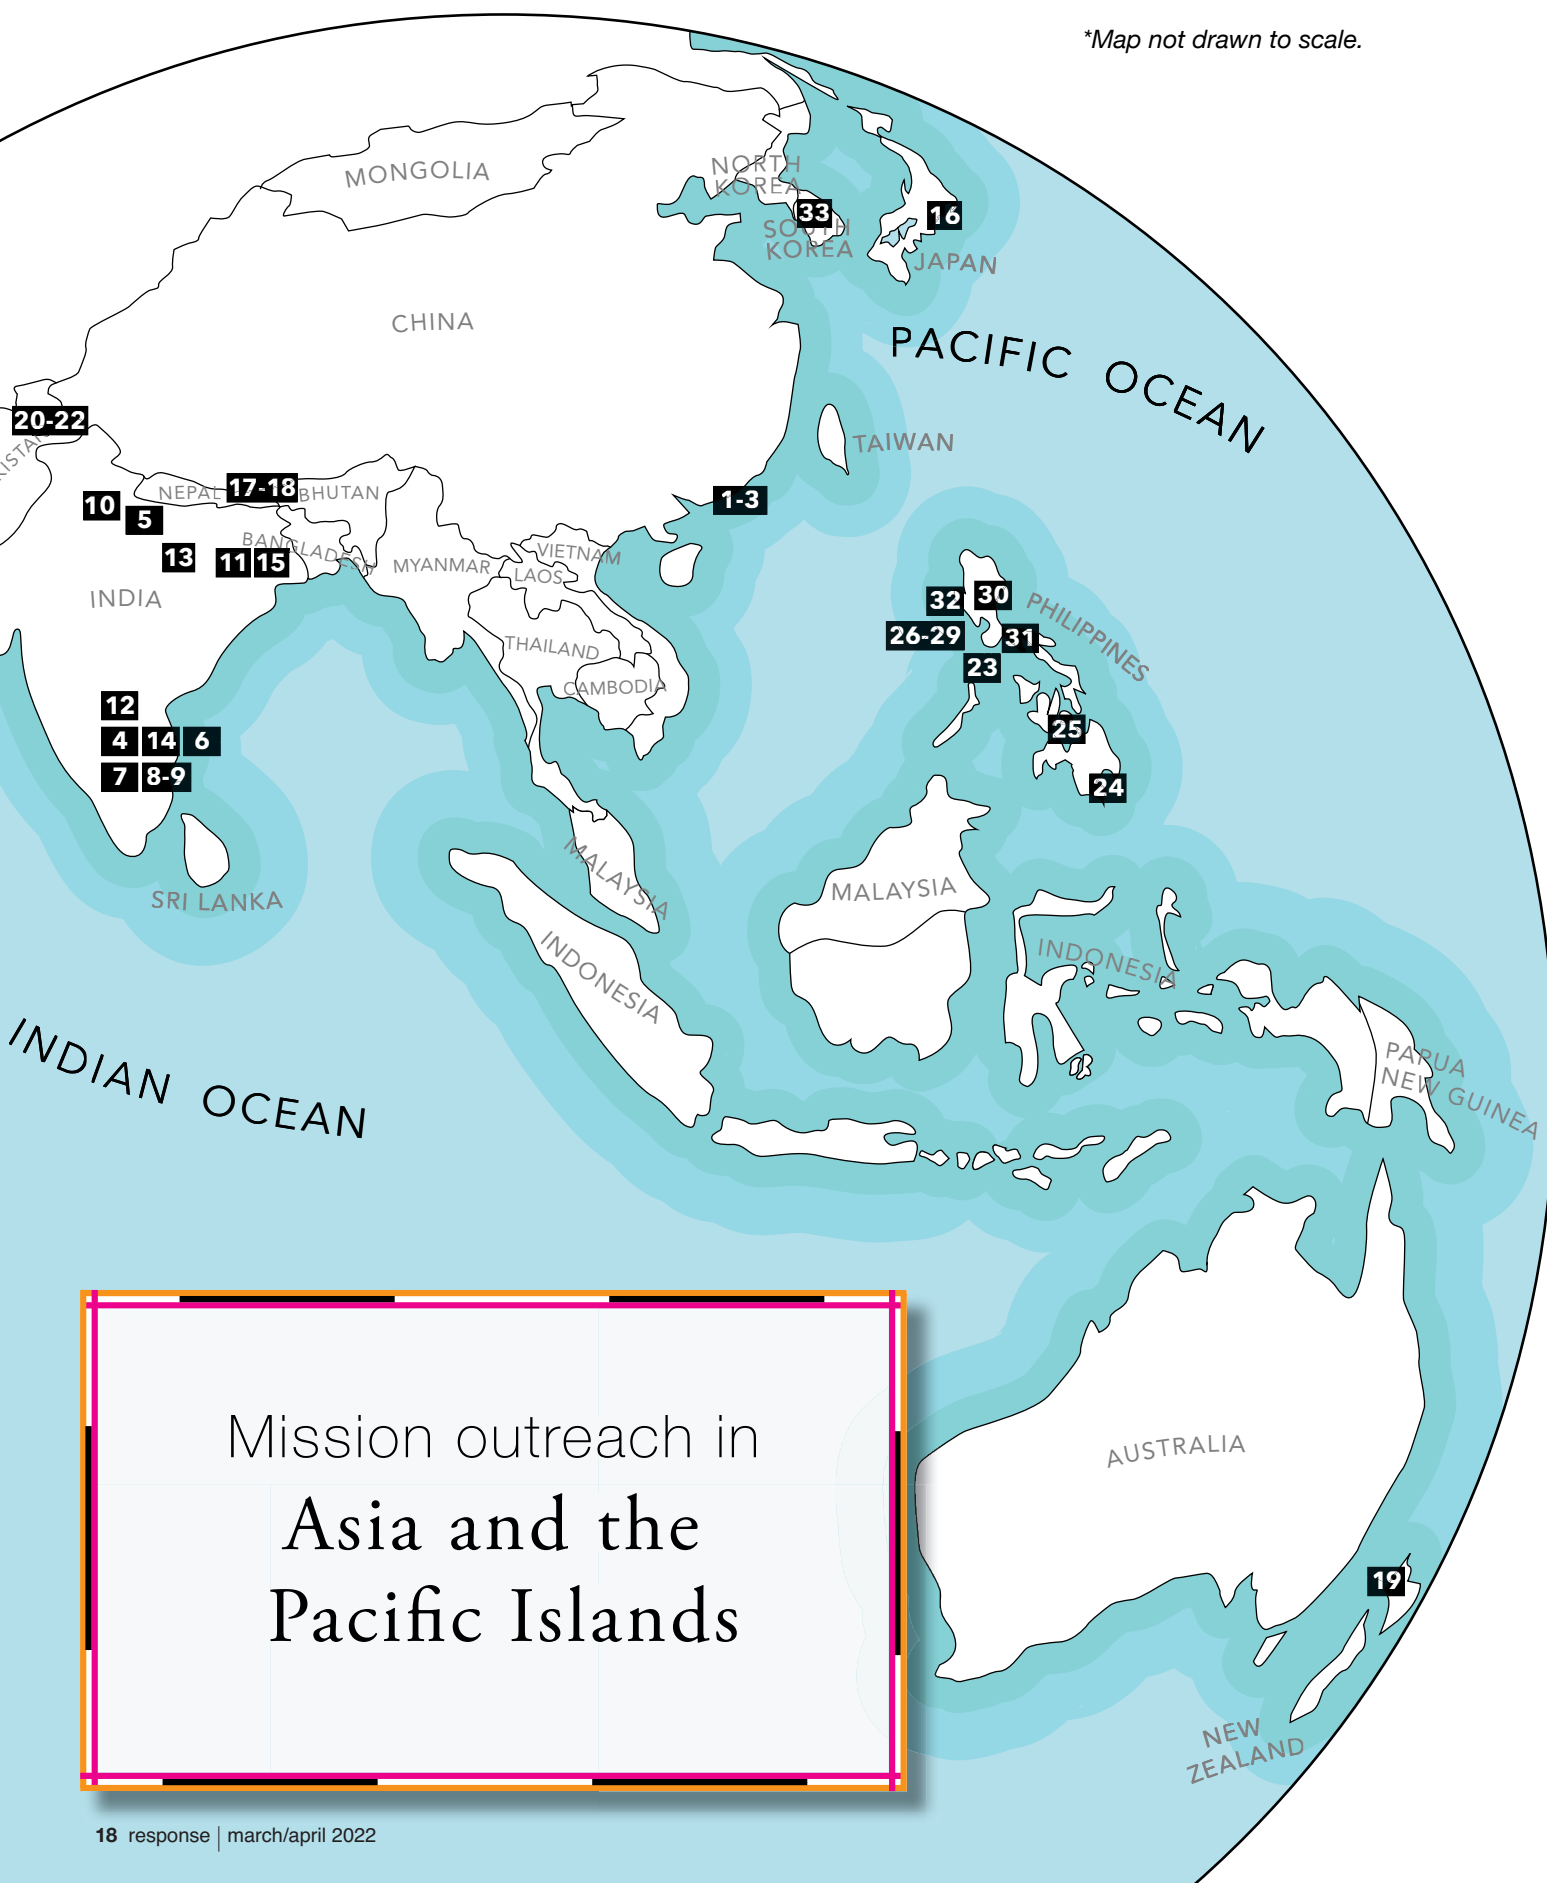 *Map not drawn to scale.
MONGOLIA
NORTH
KOREA
33
SOUTH
KOREA
16
JAPAN
CHINA
PACIFIC OCEAN
20-22
TAIWAN
NEPAL
17-18
BHUTAN
10
5
1-3
13
11
15
BANGLADESH
MYANMAR
VIETNAM
LAOS
INDIA
32
30
PHILIPPINES
26-29
31
23
THAILAND
CAMBODIA
12
4
14
6
25
7
8-9
24
SRI LANKA
MALAYSIA
MALAYSIA
INDONESIA
INDONESIA
INDIAN OCEAN
PAPUA
NEW GUINEA
AUSTRALIA
19
NEW
ZEALAND
Mission outreach in
Asia and the
Pacific Islands
18 response | march/april 2022